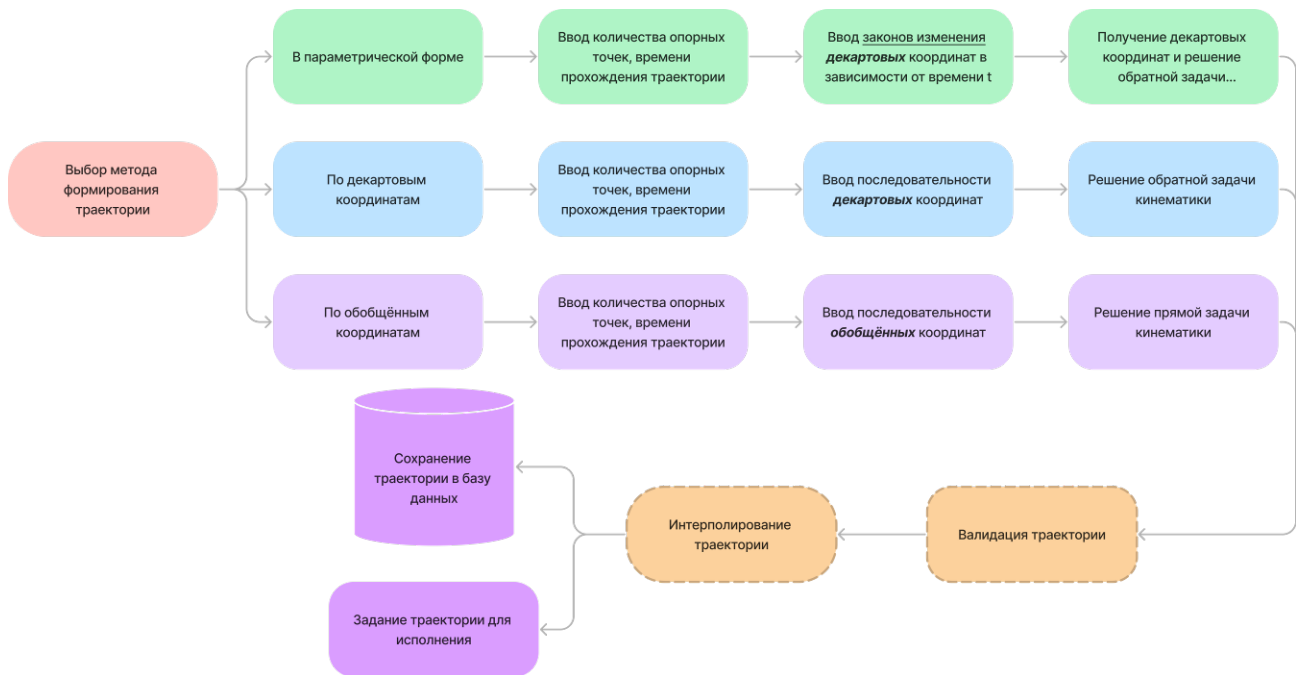 В параметрической форме
Ввод количества опорных
точек, времени
прохождения траектории
Ввод законов изменения
декартовых координат в
зависимости от времени t
Получение декартовых
координат и решение
обратной задачи...
Выбор метода
формирования
траектории
По декартовым
координатам
Ввод количества опорных
точек, времени
прохождения траектории
Ввод последовательности
декартовых координат
Решение обратной задачи
кинематики
По обобщённым
координатам
Ввод количества опорных
точек, времени
прохождения траектории
Ввод последовательности
обобщённых координат
Решение прямой задачи
кинематики
Сохранение
траектории в базу
данных
Интерполирование
траектории
Валидация траектории
Задание траектории для
исполнения